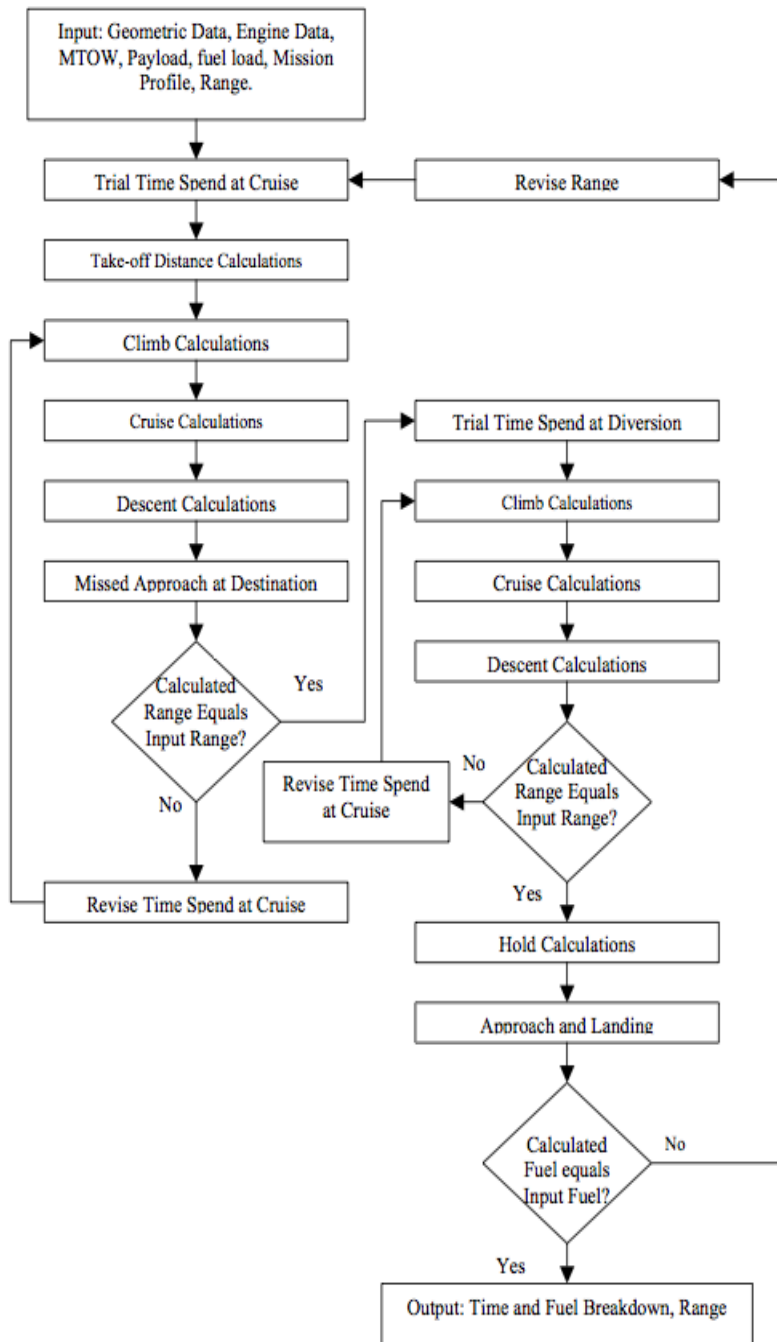 Input: Geometric Data, Engine Data,
MTOW, Payload, fuel load, Mission
Profile, Range.
Trial Time Spend at Cruise
Revise Range
Take-off Distance Calculations
Climb Calculations
Cruise Calculations
Descent Calculations
Missed Approach at Destination
Calculated
Range Equals
Input Range?
Yes
No
Revise Time Spend at Cruise
Trial Time Spend at Diversion
Climb Calculations
Cruise Calculations
Descent Calculations
Calculated
Range Equals
Input Range?
No
Revise Time Spend
at Cruise
Yes
Hold Calculations
Approach and Landing
Calculated
Fuel equals
Input Fuel?
No
Yes
Output: Time and Fuel Breakdown, Range